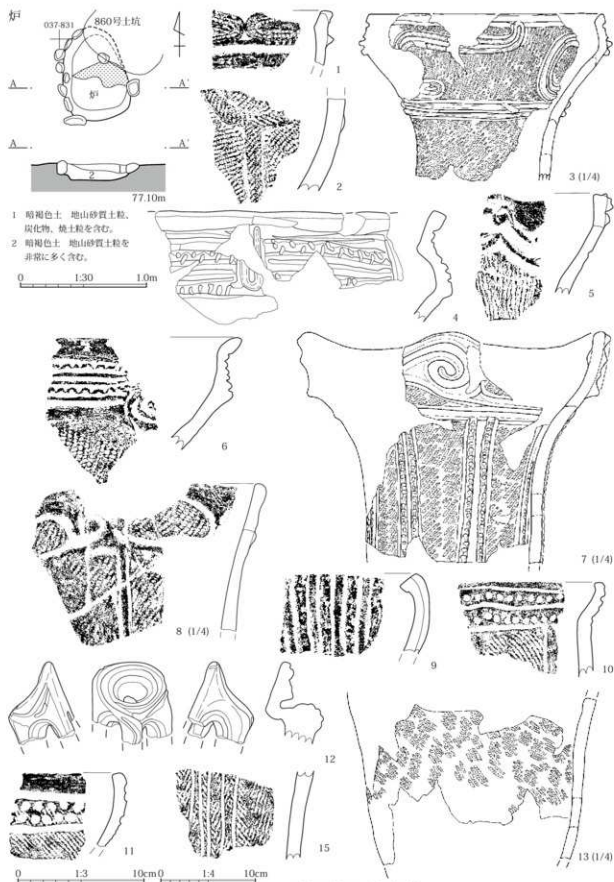 炉
037-831
860号土坑
A
A'
炉
A
A'
2
77.10m
1 暗褐色土 地山砂質土粒、
炭化物、焼土粒を含む。
2 暗褐色土 地山砂質土粒を
非常に多く含む。
0 1:30 1.0m
1
2
3 (1/4)
4
5
6
7 (1/4)
8 (1/4)
9
10
12
11
15
13 (1/4)
0 1:3 10cm
0 1:4 10cm